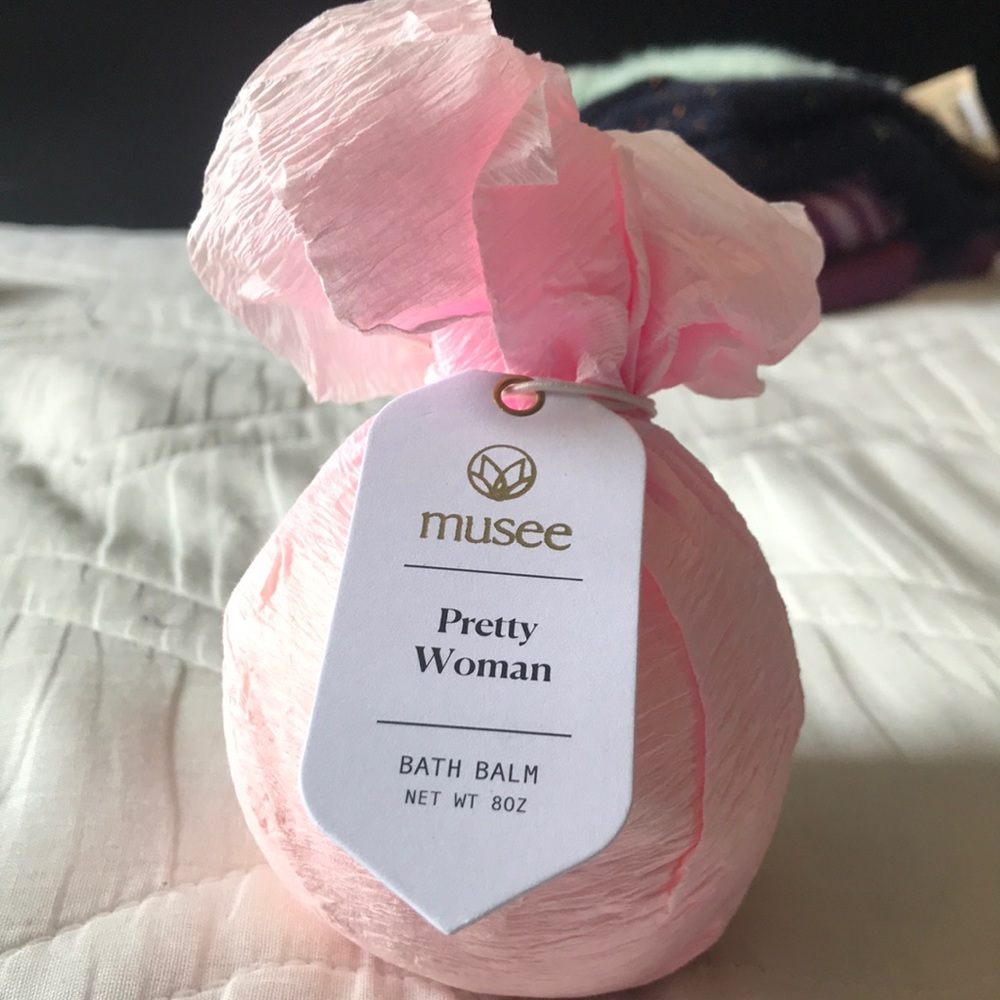 musee
Pretty
Woman
BATH BALM
NET WT 8OZ